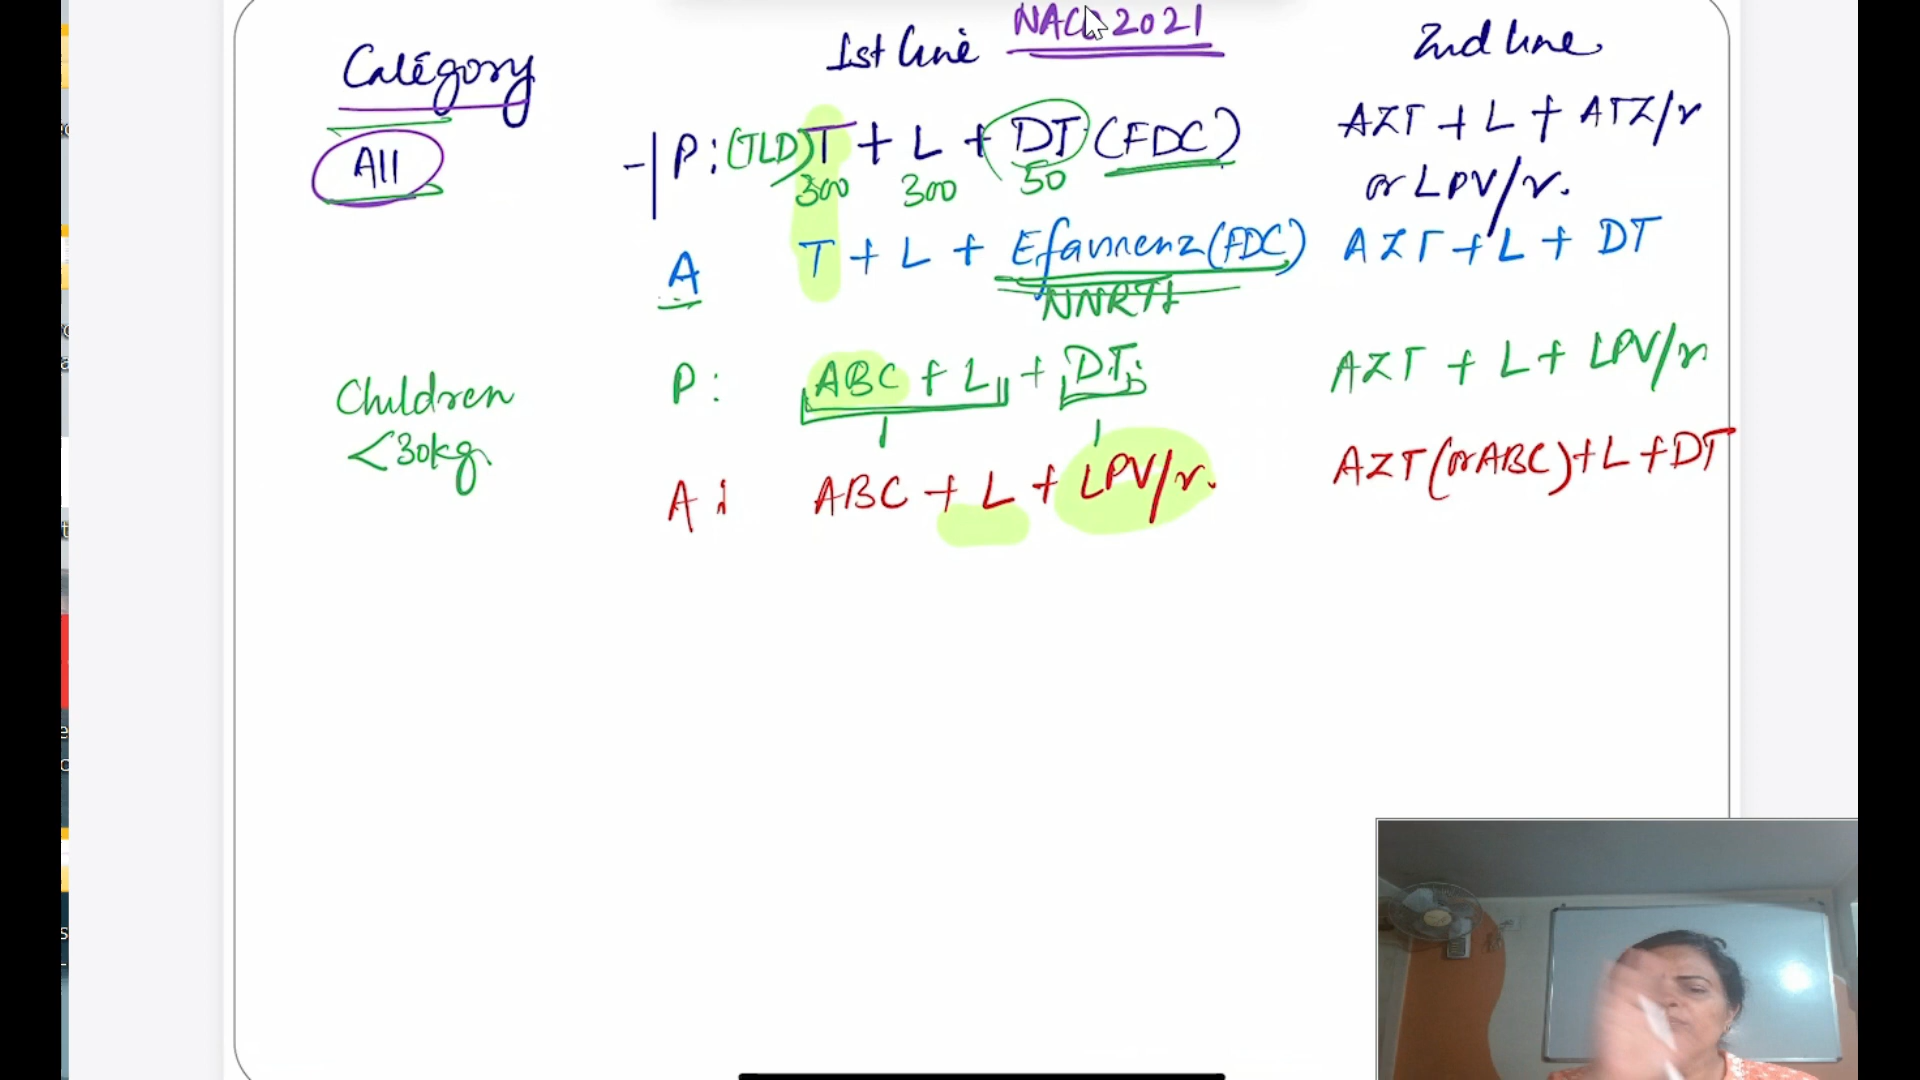 Category 1st line NACO 2021 2nd line
All P: (TLD) T + L + DT (FDC) AZT + L + ATZ/r
300 300 50 or LPV/r.
A T + L + Efavirenz (FDC) AZT + L + DT
NNRTI
Children P: ABC + L + DT; AZT + L + LPV/r
<30kg. A: ABC + L + LPV/r. AZT (or ABC) + L + DT